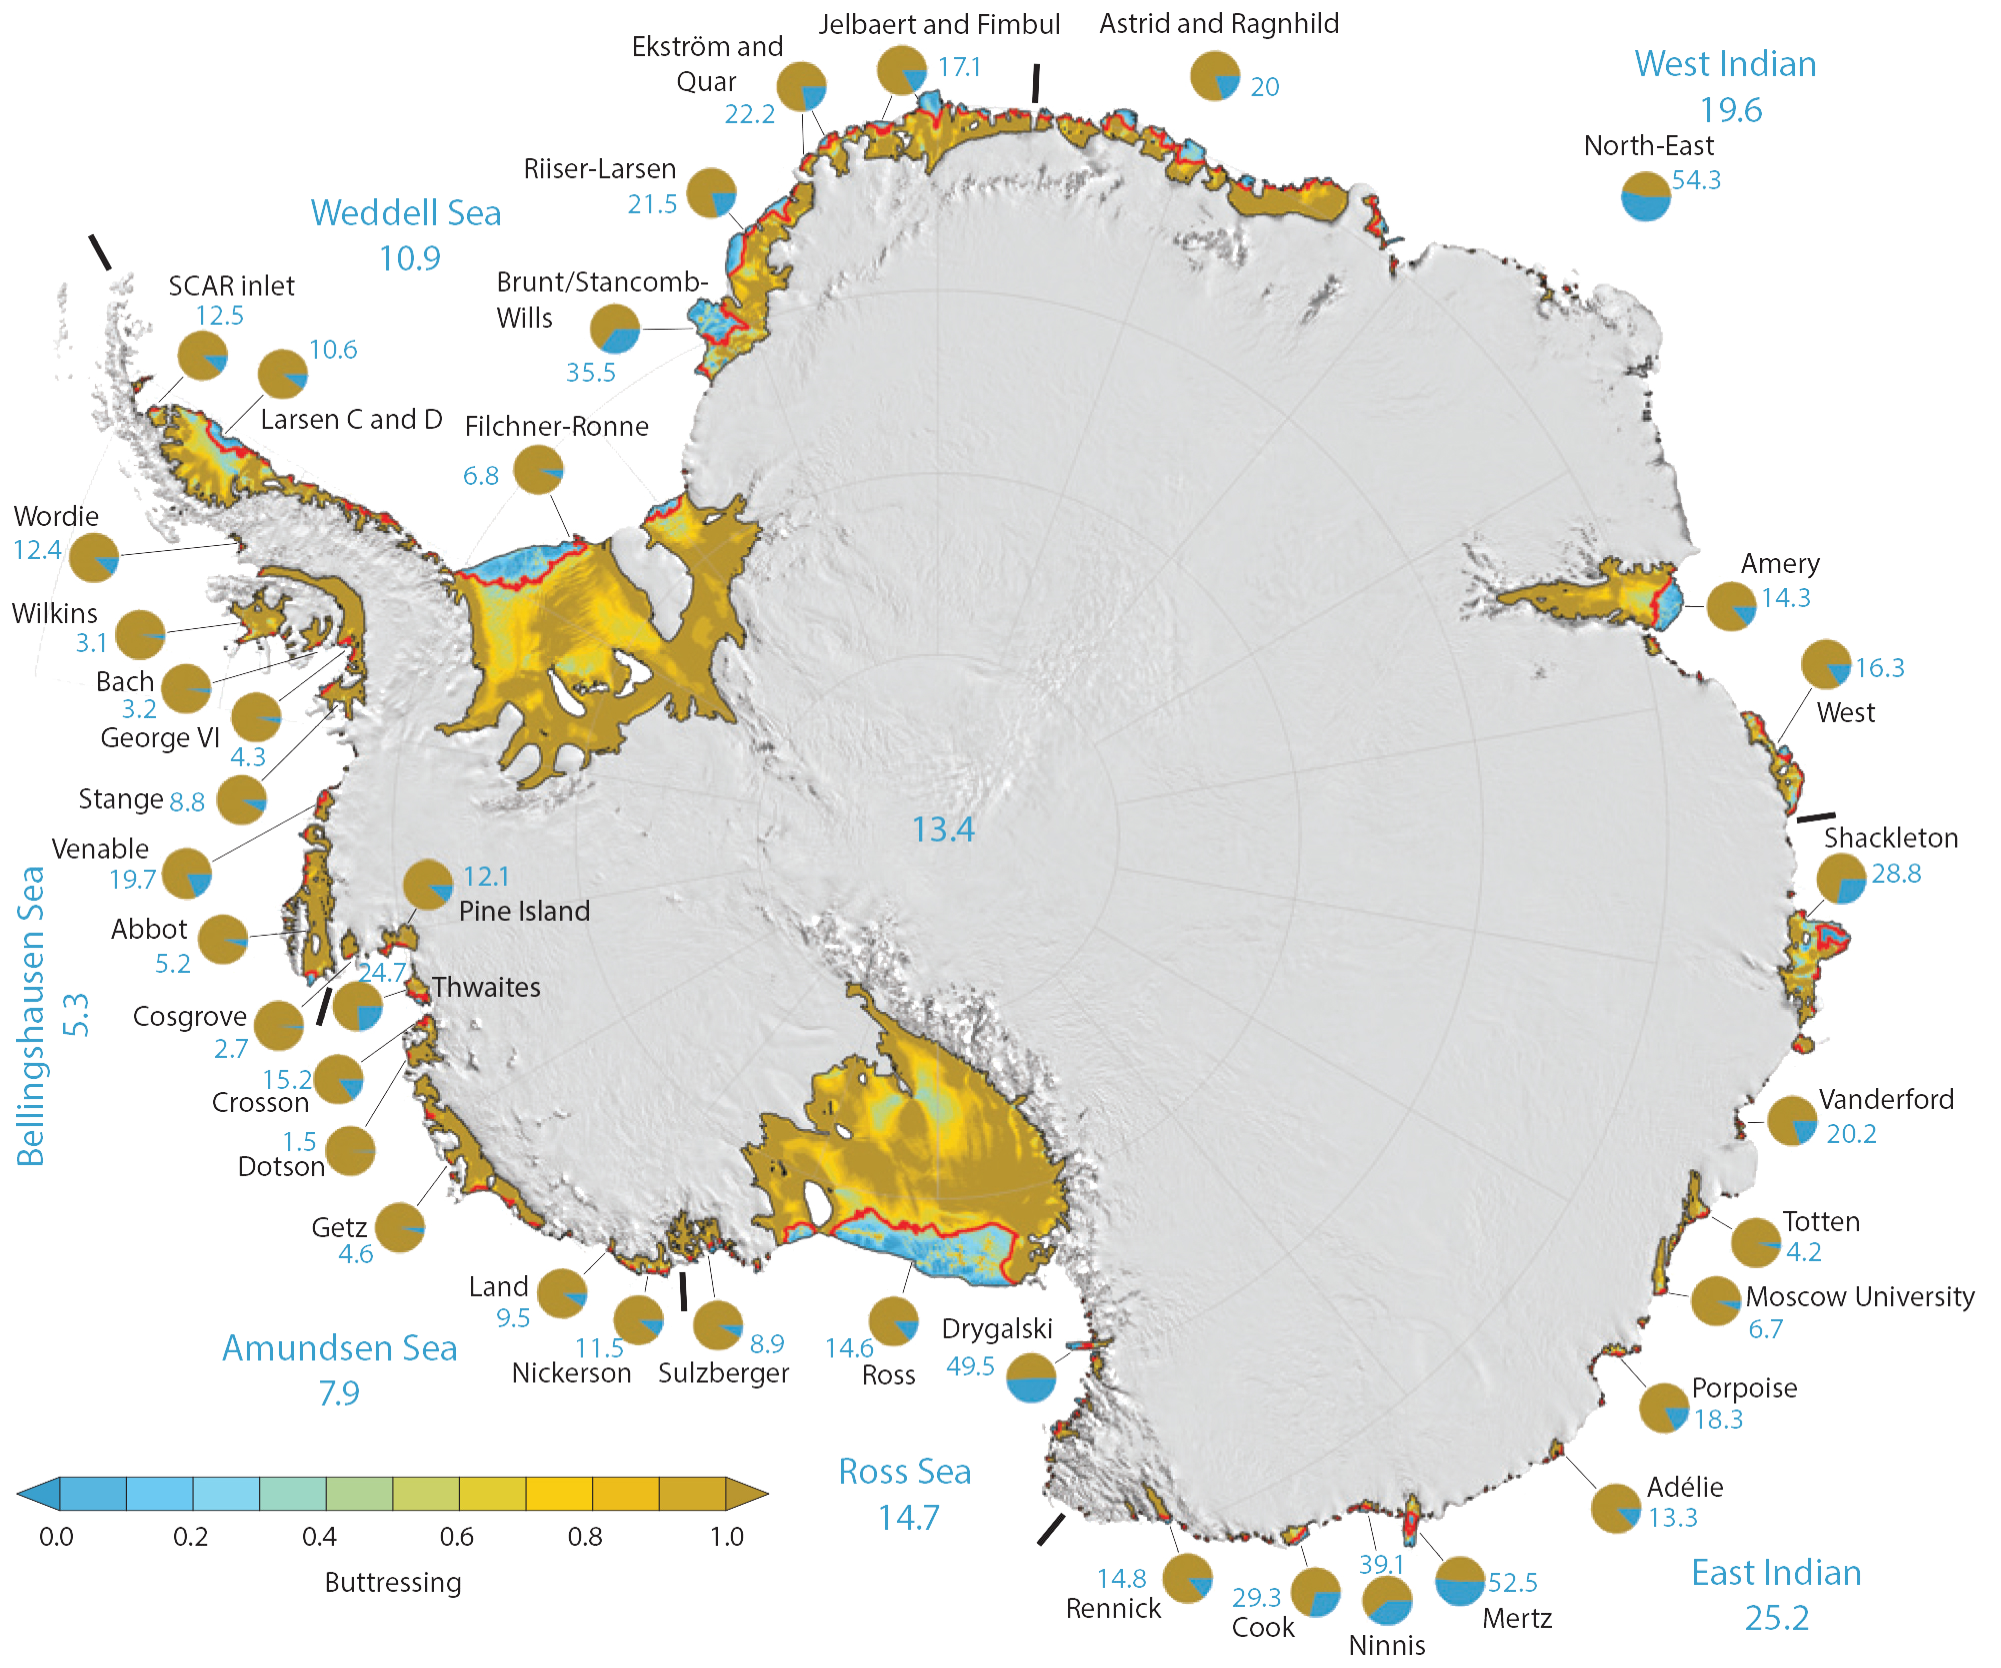 Jelbaert and Fimbul
17.1
Astrid and Ragnhild
20
Ekström and
Quar
22.2
West Indian
19.6
North-East
54.3
Riiser-Larsen
21.5
Weddell Sea
10.9
Brunt/Stancomb-
Wills
35.5
SCAR inlet
12.5
10.6
Larsen C and D
Filchner-Ronne
6.8
Wordie
12.4
Wilkins
3.1
Bach
3.2
George VI
4.3
Stange 8.8
Venable
19.7
Abbot
5.2
Bellingshausen Sea
5.3
12.1
Pine Island
24.7
Thwaites
Cosgrove
2.7
15.2
Crosson
1.5
Dotson
Getz
4.6
Land
9.5
11.5
Nickerson
8.9
Sulzberger
14.6
Ross
Drygalski
49.5
13.4
Amery
14.3
16.3
West
Shackleton
28.8
Vanderford
20.2
Totten
4.2
Moscow University
6.7
Porpoise
18.3
Adélie
13.3
East Indian
25.2
52.5
Mertz
39.1
Ninnis
29.3
Cook
14.8
Rennick
Ross Sea
14.7
Amundsen Sea
7.9
0.0 0.2 0.4 0.6 0.8 1.0
Buttressing